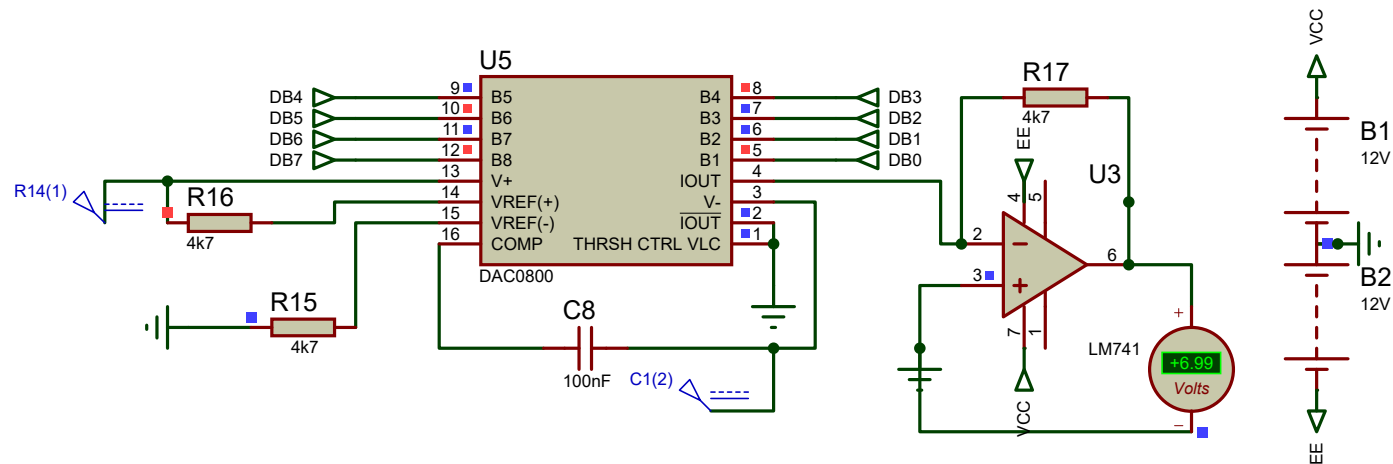 U5
DB4 9 B5 B4 8 DB3
DB5 10 B6 B3 7 DB2
DB6 11 B7 B2 6 DB1
DB7 12 B8 B1 5 DB0
13 V+ IOUT 4
14 VREF(+) V- 3
15 VREF(-) IOUT 2
16 COMP THRSH CTRL VLC 1
DAC0800
R14(1)
R16
4k7
R15
4k7
C8
100nF
C1(2)
R17
4k7
EE
U3
4 5
2 −
3 +
6
7 1
LM741
VCC
+
+6.99
Volts
−
VCC
B1
12V
B2
12V
EE